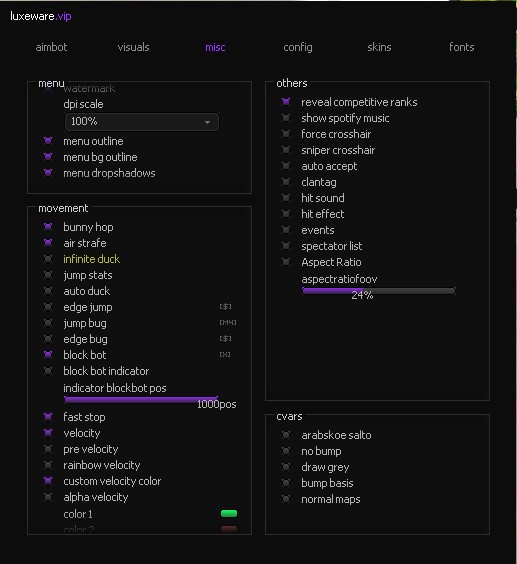 luxeware.vip
aimbot visuals misc config skins fonts
menu
watermark
dpi scale
100%
menu outline
menu bg outline
menu dropshadows
movement
bunny hop
air strafe
infinite duck
jump stats
auto duck
edge jump [$]
jump bug [M4]
edge bug [$]
block bot [X]
block bot indicator
indicator blockbot pos
1000pos
fast stop
velocity
pre velocity
rainbow velocity
custom velocity color
alpha velocity
color 1
color 2
others
reveal competitive ranks
show spotify music
force crosshair
sniper crosshair
auto accept
clantag
hit sound
hit effect
events
spectator list
Aspect Ratio
aspectratiofoov
24%
cvars
arabskoe salto
no bump
draw grey
bump basis
normal maps